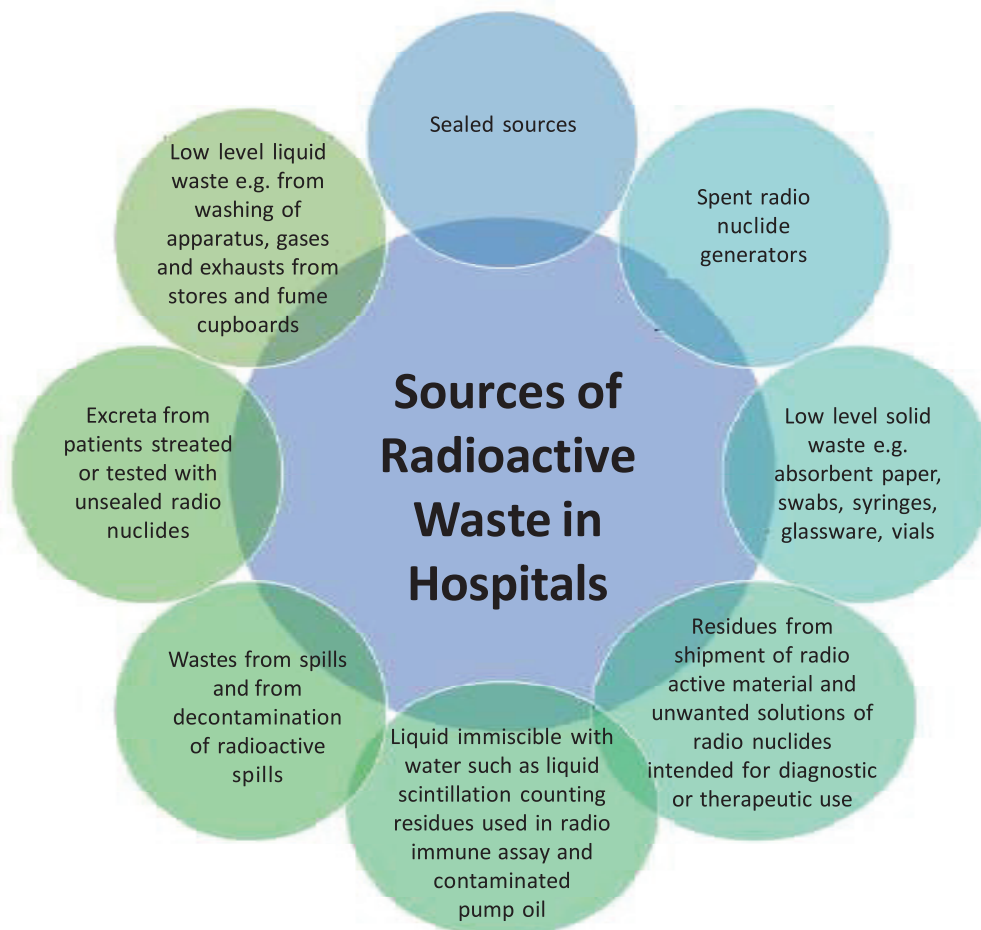 Sealed sources
Spent radio
nuclide
generators
Low level solid
waste e.g.
absorbent paper,
swabs, syringes,
glassware, vials
Residues from
shipment of radio
active material and
unwanted solutions of
radio nuclides
intended for diagnostic
or therapeutic use
Liquid immiscible with
water such as liquid
scintillation counting
residues used in radio
immune assay and
contaminated
pump oil
Wastes from spills
and from
decontamination
of radioactive
spills
Excreta from
patients streated
or tested with
unsealed radio
nuclides
Low level liquid
waste e.g. from
washing of
apparatus, gases
and exhausts from
stores and fume
cupboards
Sources of
Radioactive
Waste in
Hospitals